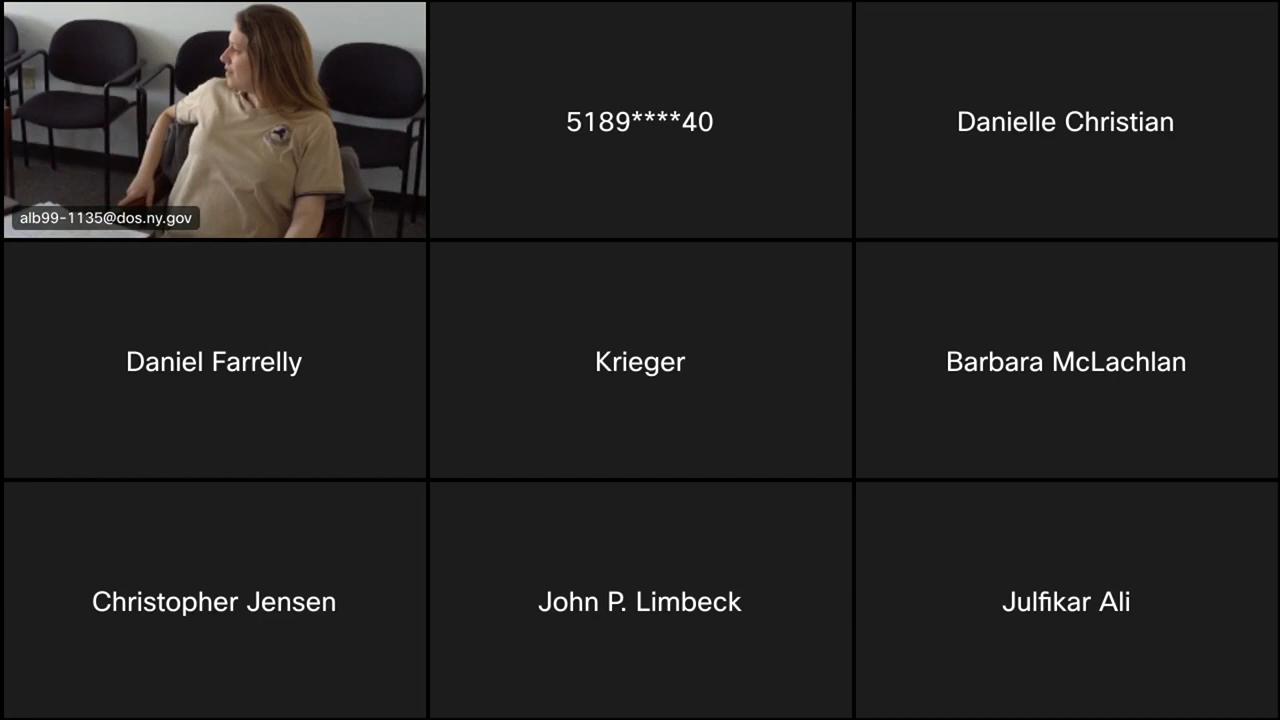 alb99-1135@dos.ny.gov
5189****40
Danielle Christian
Daniel Farrelly
Krieger
Barbara McLachlan
Christopher Jensen
John P. Limbeck
Julfikar Ali